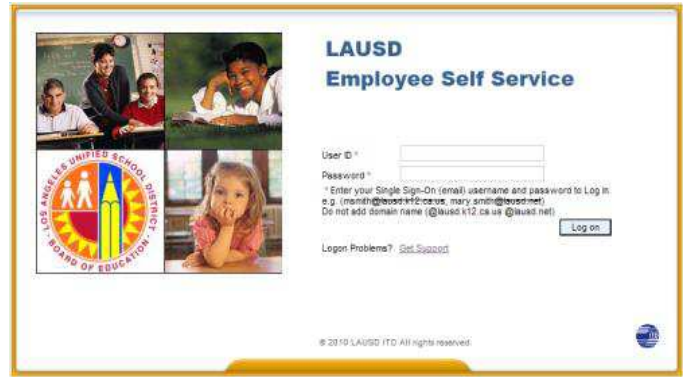 LAUSD
Employee Self Service
User ID *
Password *
* Enter your Single Sign-On (email) username and password to Log in
e.g. (msmith@lausd.k12.ca.us, mary.smith@lausd.net)
Do not add domain name (@lausd.k12.ca.us @lausd.net)
Log on
Logon Problems? Get Support
LOS ANGELES UNIFIED SCHOOL DISTRICT
BOARD OF EDUCATION
© 2010 LAUSD ITD All rights reserved.